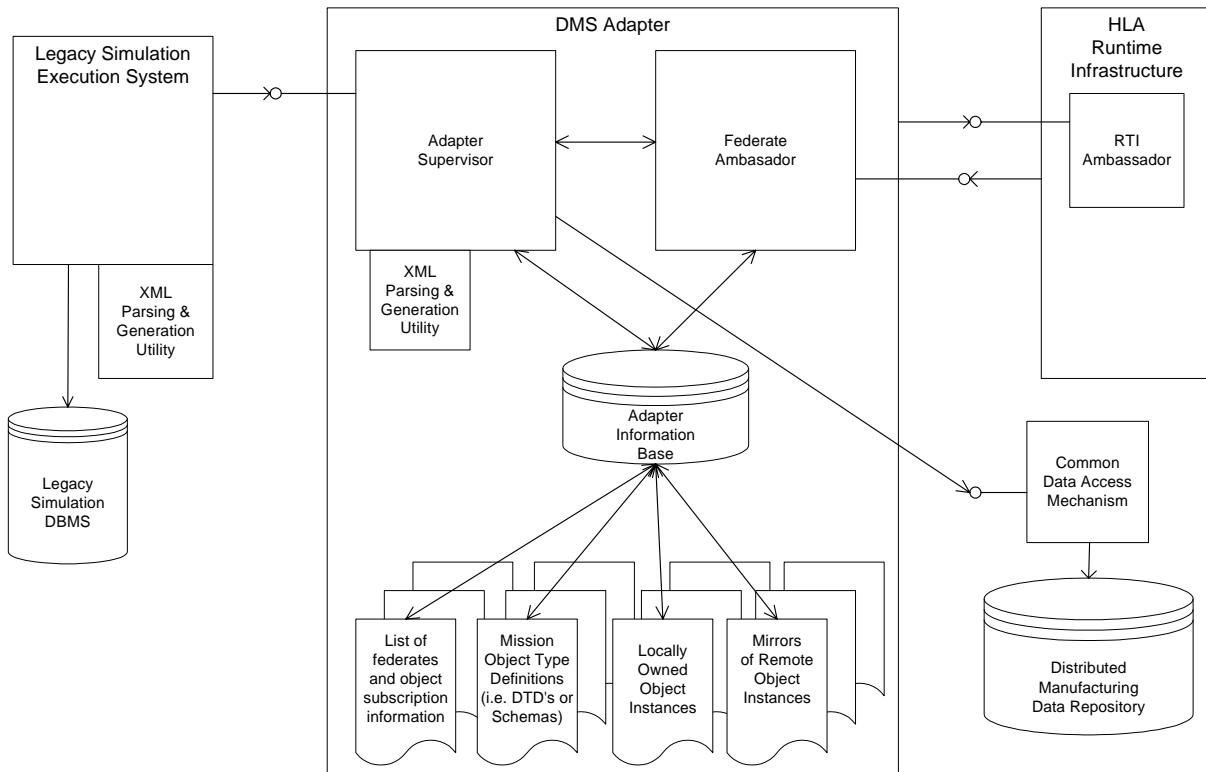 Legacy Simulation
Execution System
XML
Parsing &
Generation
Utility
Legacy
Simulation
DBMS
DMS Adapter
Adapter
Supervisor
Federate
Ambasador
XML
Parsing &
Generation
Utility
Adapter
Information
Base
List of
federates
and object
subscription
information
Mission
Object Type
Definitions
(i.e. DTD's or
Schemas)
Locally
Owned
Object
Instances
Mirrors
of Remote
Object
Instances
HLA
Runtime
Infrastructure
RTI
Ambassador
Common
Data Access
Mechanism
Distributed
Manufacturing
Data Repository